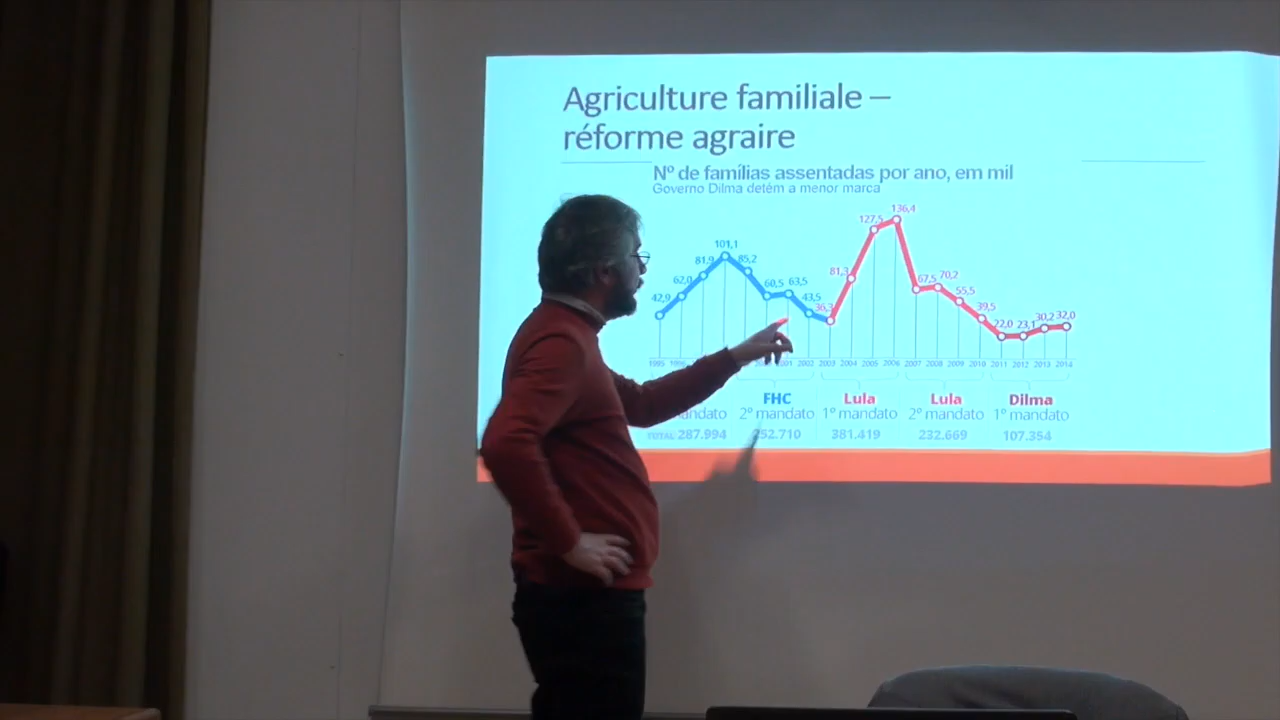 Agriculture familiale –
réforme agraire
Nº de famílias assentadas por ano, em mil
Governo Dilma detém a menor marca
136,4
127,5
101,1
81,9 85,2 81,3
62,0 60,5 63,5 67,5 70,2
42,9 43,5 36,3 55,5
39,5
22,0 23,1 30,2 32,0
1995 1996 2002 2003 2004 2005 2006 2007 2008 2009 2010 2011 2012 2013 2014
FHC Lula Lula Dilma
2º mandato 1º mandato 2º mandato 1º mandato
TOTAL 287.994 252.710 381.419 232.669 107.354